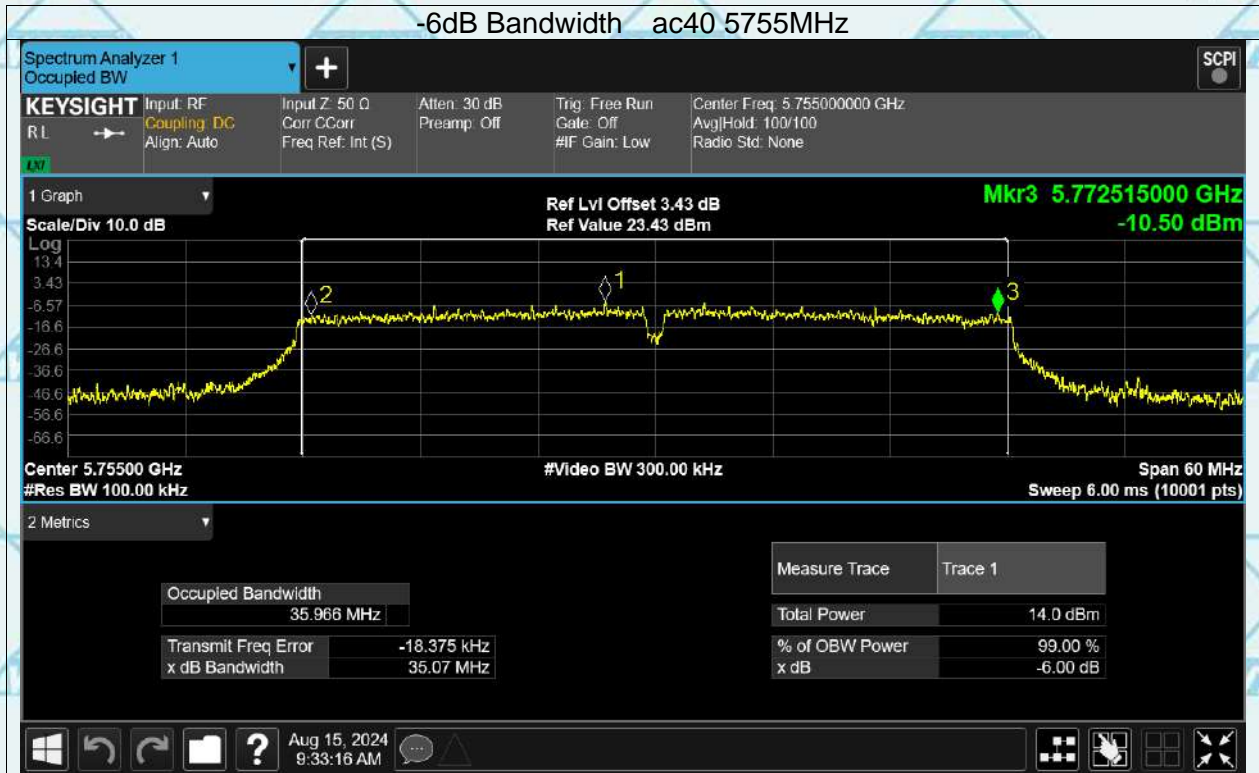 -6dB Bandwidth ac40 5755MHz
Spectrum Analyzer 1
Occupied BW
+
SCPI
KEYSIGHT
RL
LXI
Input: RF
Coupling: DC
Align: Auto
Input Z: 50 Ω
Corr CCorr
Freq Ref: Int (S)
Atten: 30 dB
Preamp: Off
Trig: Free Run
Gate: Off
#IF Gain: Low
Center Freq: 5.755000000 GHz
Avg|Hold: 100/100
Radio Std: None
1 Graph
Scale/Div 10.0 dB
Ref Lvl Offset 3.43 dB
Ref Value 23.43 dBm
Mkr3 5.772515000 GHz
-10.50 dBm
Log
13.4
3.43
-6.57
-16.6
-26.6
-36.6
-46.6
-56.6
-66.6
2
1
3
Center 5.75500 GHz
#Res BW 100.00 kHz
#Video BW 300.00 kHz
Span 60 MHz
Sweep 6.00 ms (10001 pts)
2 Metrics
Occupied Bandwidth
35.966 MHz
Transmit Freq Error -18.375 kHz
x dB Bandwidth 35.07 MHz
Measure Trace Trace 1
Total Power 14.0 dBm
% of OBW Power 99.00 %
x dB -6.00 dB
?
Aug 15, 2024
9:33:16 AM